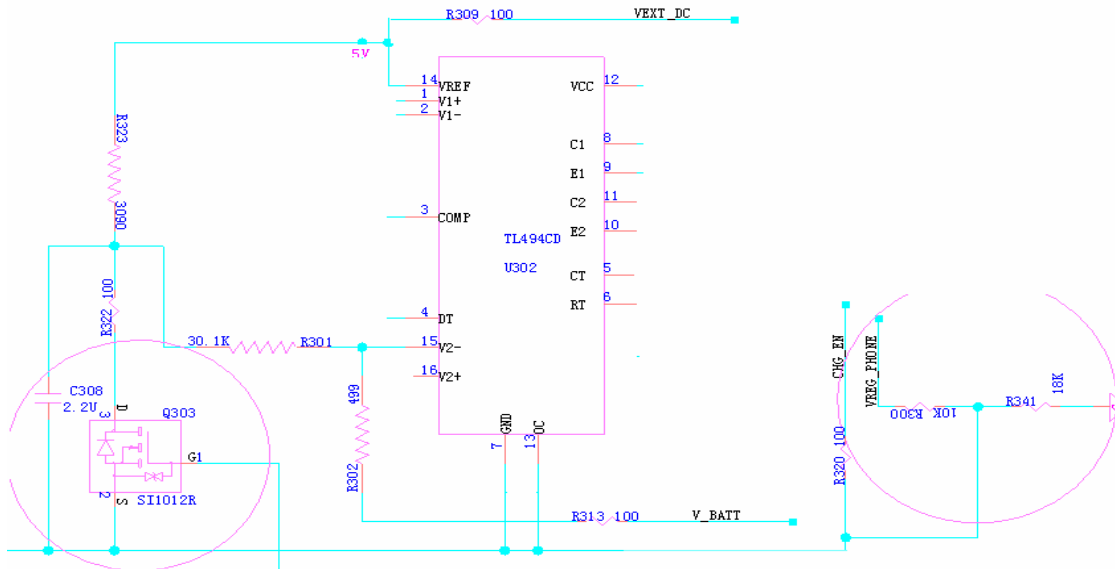 R309 100
VEXT_DC
5V
14 VREF
VCC 12
1 V1+
2 V1-
R323
3090
C1 8
E1 9
C2 11
3 COMP
E2 10
TL494CD
U302
CT 5
RT 6
R322 100
4 DT
30.1K
R301
15 V2-
16 V2+
CHG_EN
VREG_PHONE
18K
R341
10K R300
C308
2.2U
D
3
Q303
499
G1
7 GND
13 OC
R320 100
R302
2
S
SI1012R
R313 100
V_BATT